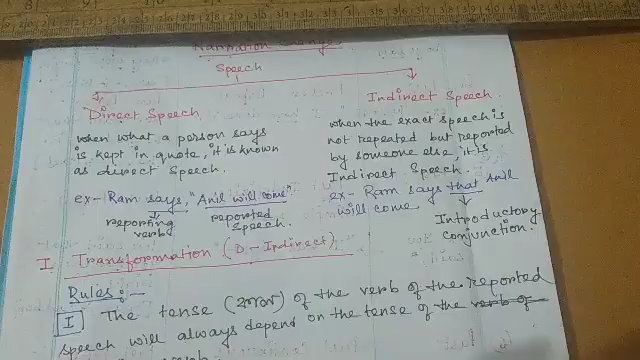 Narration Change
Speech
Direct Speech
when what a person says
is kept in quote, it is known
as direct speech.
ex- Ram says, "Anil will come"
reporting
verb
reported
speech.
Indirect Speech.
when the exact speech is
not repeated but reported
by someone else, it is
Indirect Speech.
ex- Ram says that Anil
will come
Introductory
conjunction.
I Transformation (D-Indirect)
Rules:-
I The tense (काल) of the verb of the reported
speech will always depend on the tense of the verb of